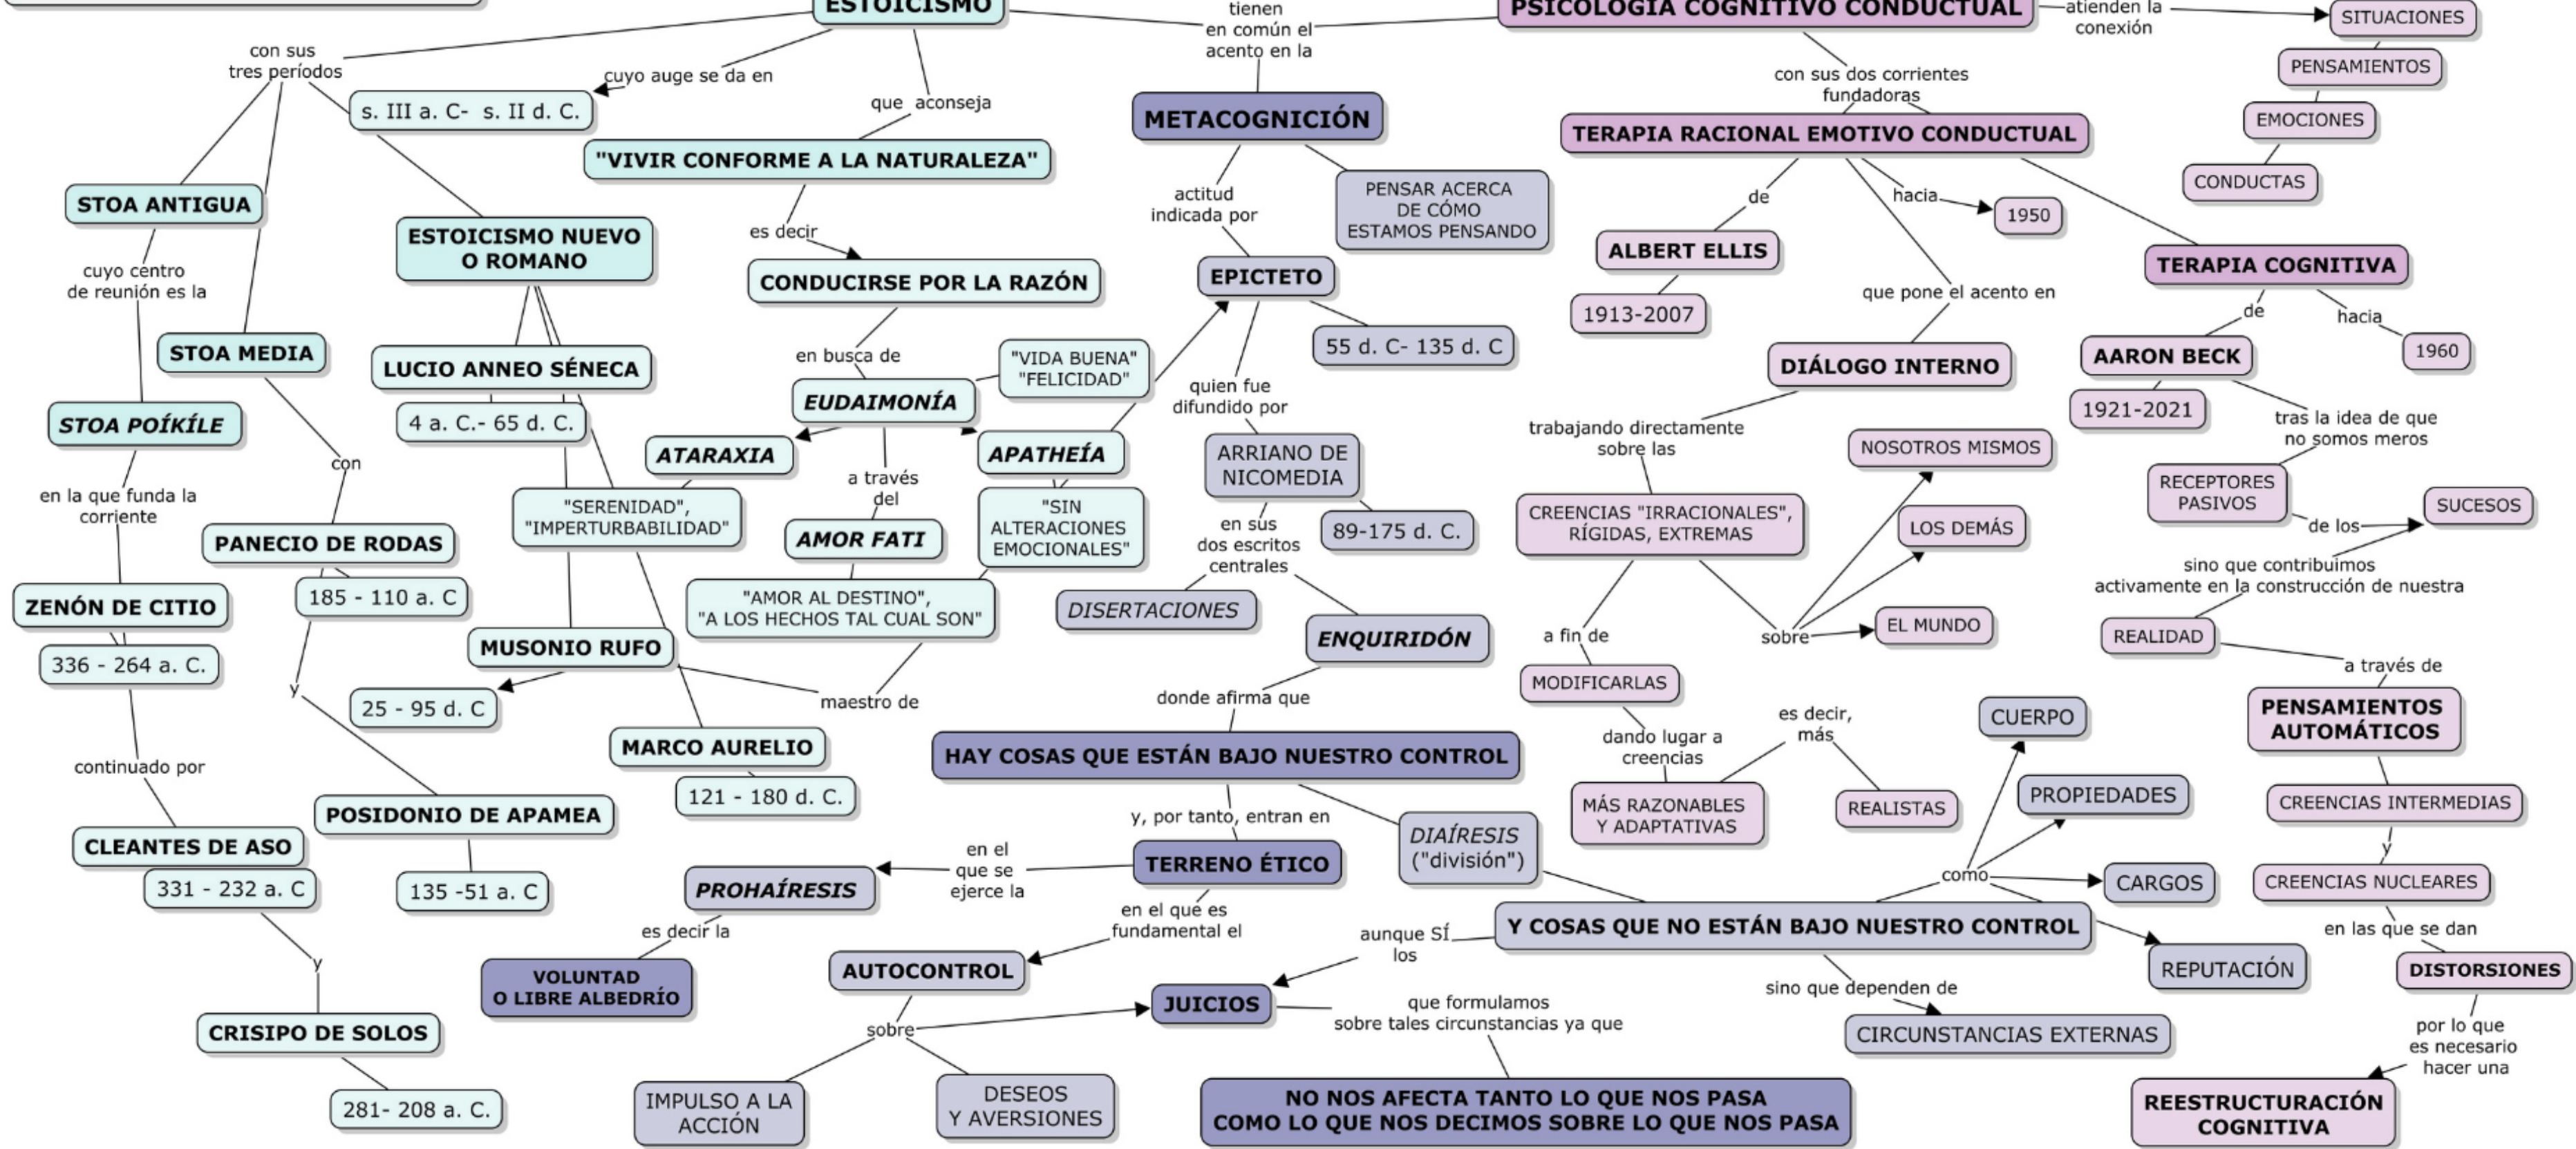 ESTOICISMO
tienen
en común el
acento en la
PSICOLOGÍA COGNITIVO CONDUCTUAL
atienden la
conexión
SITUACIONES
PENSAMIENTOS
EMOCIONES
CONDUCTAS
con sus
tres períodos
cuyo auge se da en
s. III a. C- s. II d. C.
que aconseja
"VIVIR CONFORME A LA NATURALEZA"
es decir
CONDUCIRSE POR LA RAZÓN
en busca de
EUDAIMONÍA
"VIDA BUENA"
"FELICIDAD"
ATARAXIA
"SERENIDAD",
"IMPERTURBABILIDAD"
a través
del
AMOR FATI
"AMOR AL DESTINO",
"A LOS HECHOS TAL CUAL SON"
APATHEÍA
"SIN
ALTERACIONES
EMOCIONALES"
STOA ANTIGUA
cuyo centro
de reunión es la
STOA POÍKÍLE
en la que funda la
corriente
ZENÓN DE CITIO
336 - 264 a. C.
continuado por
CLEANTES DE ASO
331 - 232 a. C
y
CRISIPO DE SOLOS
281- 208 a. C.
STOA MEDIA
con
PANECIO DE RODAS
185 - 110 a. C
y
POSIDONIO DE APAMEA
135 -51 a. C
ESTOICISMO NUEVO
O ROMANO
LUCIO ANNEO SÉNECA
4 a. C.- 65 d. C.
MUSONIO RUFO
25 - 95 d. C
maestro de
MARCO AURELIO
121 - 180 d. C.
METACOGNICIÓN
PENSAR ACERCA
DE CÓMO
ESTAMOS PENSANDO
actitud
indicada por
EPICTETO
55 d. C- 135 d. C
quien fue
difundido por
ARRIANO DE
NICOMEDIA
89-175 d. C.
en sus
dos escritos
centrales
DISERTACIONES
ENQUIRIDÓN
donde afirma que
HAY COSAS QUE ESTÁN BAJO NUESTRO CONTROL
y, por tanto, entran en
TERRENO ÉTICO
en el
que se
ejerce la
PROHAÍRESIS
es decir la
VOLUNTAD
O LIBRE ALBEDRÍO
en el que es
fundamental el
AUTOCONTROL
sobre
IMPULSO A LA
ACCIÓN
DESEOS
Y AVERSIONES
DIAÍRESIS
("división")
Y COSAS QUE NO ESTÁN BAJO NUESTRO CONTROL
como
CUERPO
PROPIEDADES
CARGOS
REPUTACIÓN
sino que dependen de
CIRCUNSTANCIAS EXTERNAS
aunque SÍ
los
JUICIOS
que formulamos
sobre tales circunstancias ya que
NO NOS AFECTA TANTO LO QUE NOS PASA
COMO LO QUE NOS DECIMOS SOBRE LO QUE NOS PASA
con sus dos corrientes
fundadoras
TERAPIA RACIONAL EMOTIVO CONDUCTUAL
de
ALBERT ELLIS
1913-2007
hacia
1950
que pone el acento en
DIÁLOGO INTERNO
trabajando directamente
sobre las
CREENCIAS "IRRACIONALES",
RÍGIDAS, EXTREMAS
sobre
NOSOTROS MISMOS
LOS DEMÁS
EL MUNDO
a fin de
MODIFICARLAS
dando lugar a
creencias
MÁS RAZONABLES
Y ADAPTATIVAS
es decir,
más
REALISTAS
TERAPIA COGNITIVA
de
AARON BECK
1921-2021
hacia
1960
tras la idea de que
no somos meros
RECEPTORES
PASIVOS
de los
SUCESOS
sino que contribuimos
activamente en la construcción de nuestra
REALIDAD
a través de
PENSAMIENTOS
AUTOMÁTICOS
CREENCIAS INTERMEDIAS
y
CREENCIAS NUCLEARES
en las que se dan
DISTORSIONES
por lo que
es necesario
hacer una
REESTRUCTURACIÓN
COGNITIVA